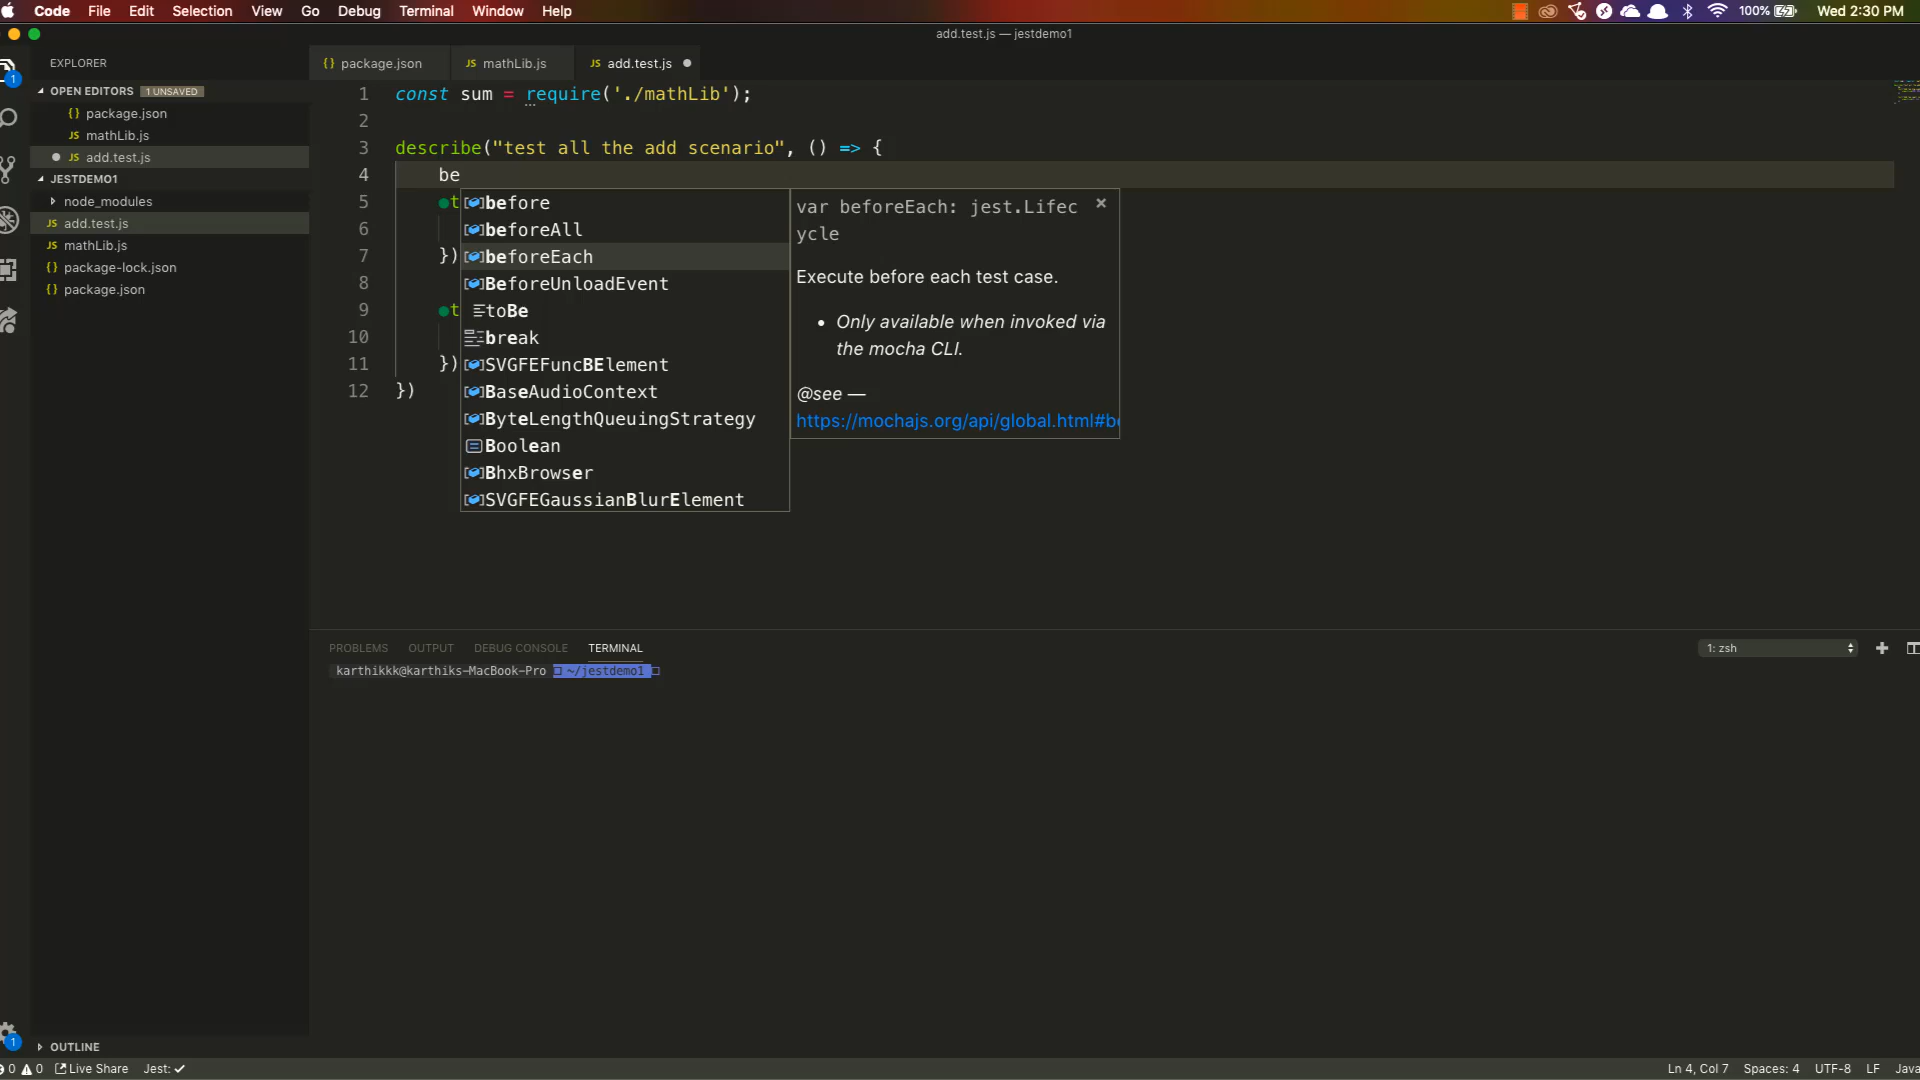 Code File Edit Selection View Go Debug Terminal Window Help 100% Wed 2:30 PM
add.test.js — jestdemo1
EXPLORER
OPEN EDITORS 1 UNSAVED
{} package.json
JS mathLib.js
JS add.test.js
JESTDEMO1
node_modules
JS add.test.js
JS mathLib.js
{} package-lock.json
{} package.json
OUTLINE
1
1
{} package.json JS mathLib.js JS add.test.js
1 const sum = require('./mathLib');
2
3 describe("test all the add scenario", () => {
4 be
5 t
6
7 })
8
9 t
10
11 })
12 })
before
beforeAll
beforeEach
BeforeUnloadEvent
toBe
break
SVGFEFuncBElement
BaseAudioContext
ByteLengthQueuingStrategy
Boolean
BhxBrowser
SVGFEGaussianBlurElement
var beforeEach: jest.Lifec
ycle
Execute before each test case.
• Only available when invoked via
the mocha CLI.
@see —
https://mochajs.org/api/global.html#be
PROBLEMS OUTPUT DEBUG CONSOLE TERMINAL 1: zsh
karthikkk@karthiks-MacBook-Pro ~/jestdemo1
0 0 Live Share Jest: ✓ Ln 4, Col 7 Spaces: 4 UTF-8 LF Java